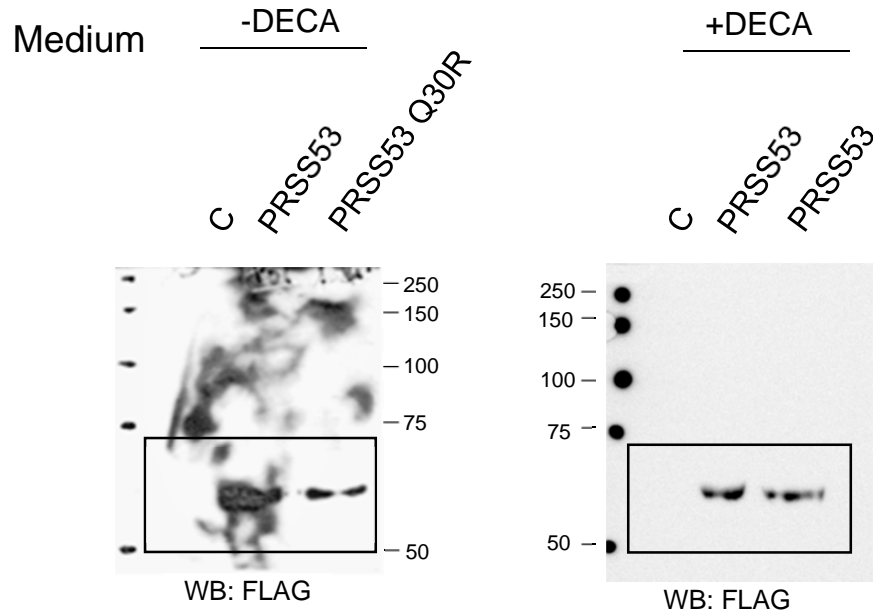 Medium
-DECA
C
PRSS53
PRSS53 Q30R
250
150
100
75
50
WB: FLAG
+DECA
C
PRSS53
PRSS53
250
150
100
75
50
WB: FLAG